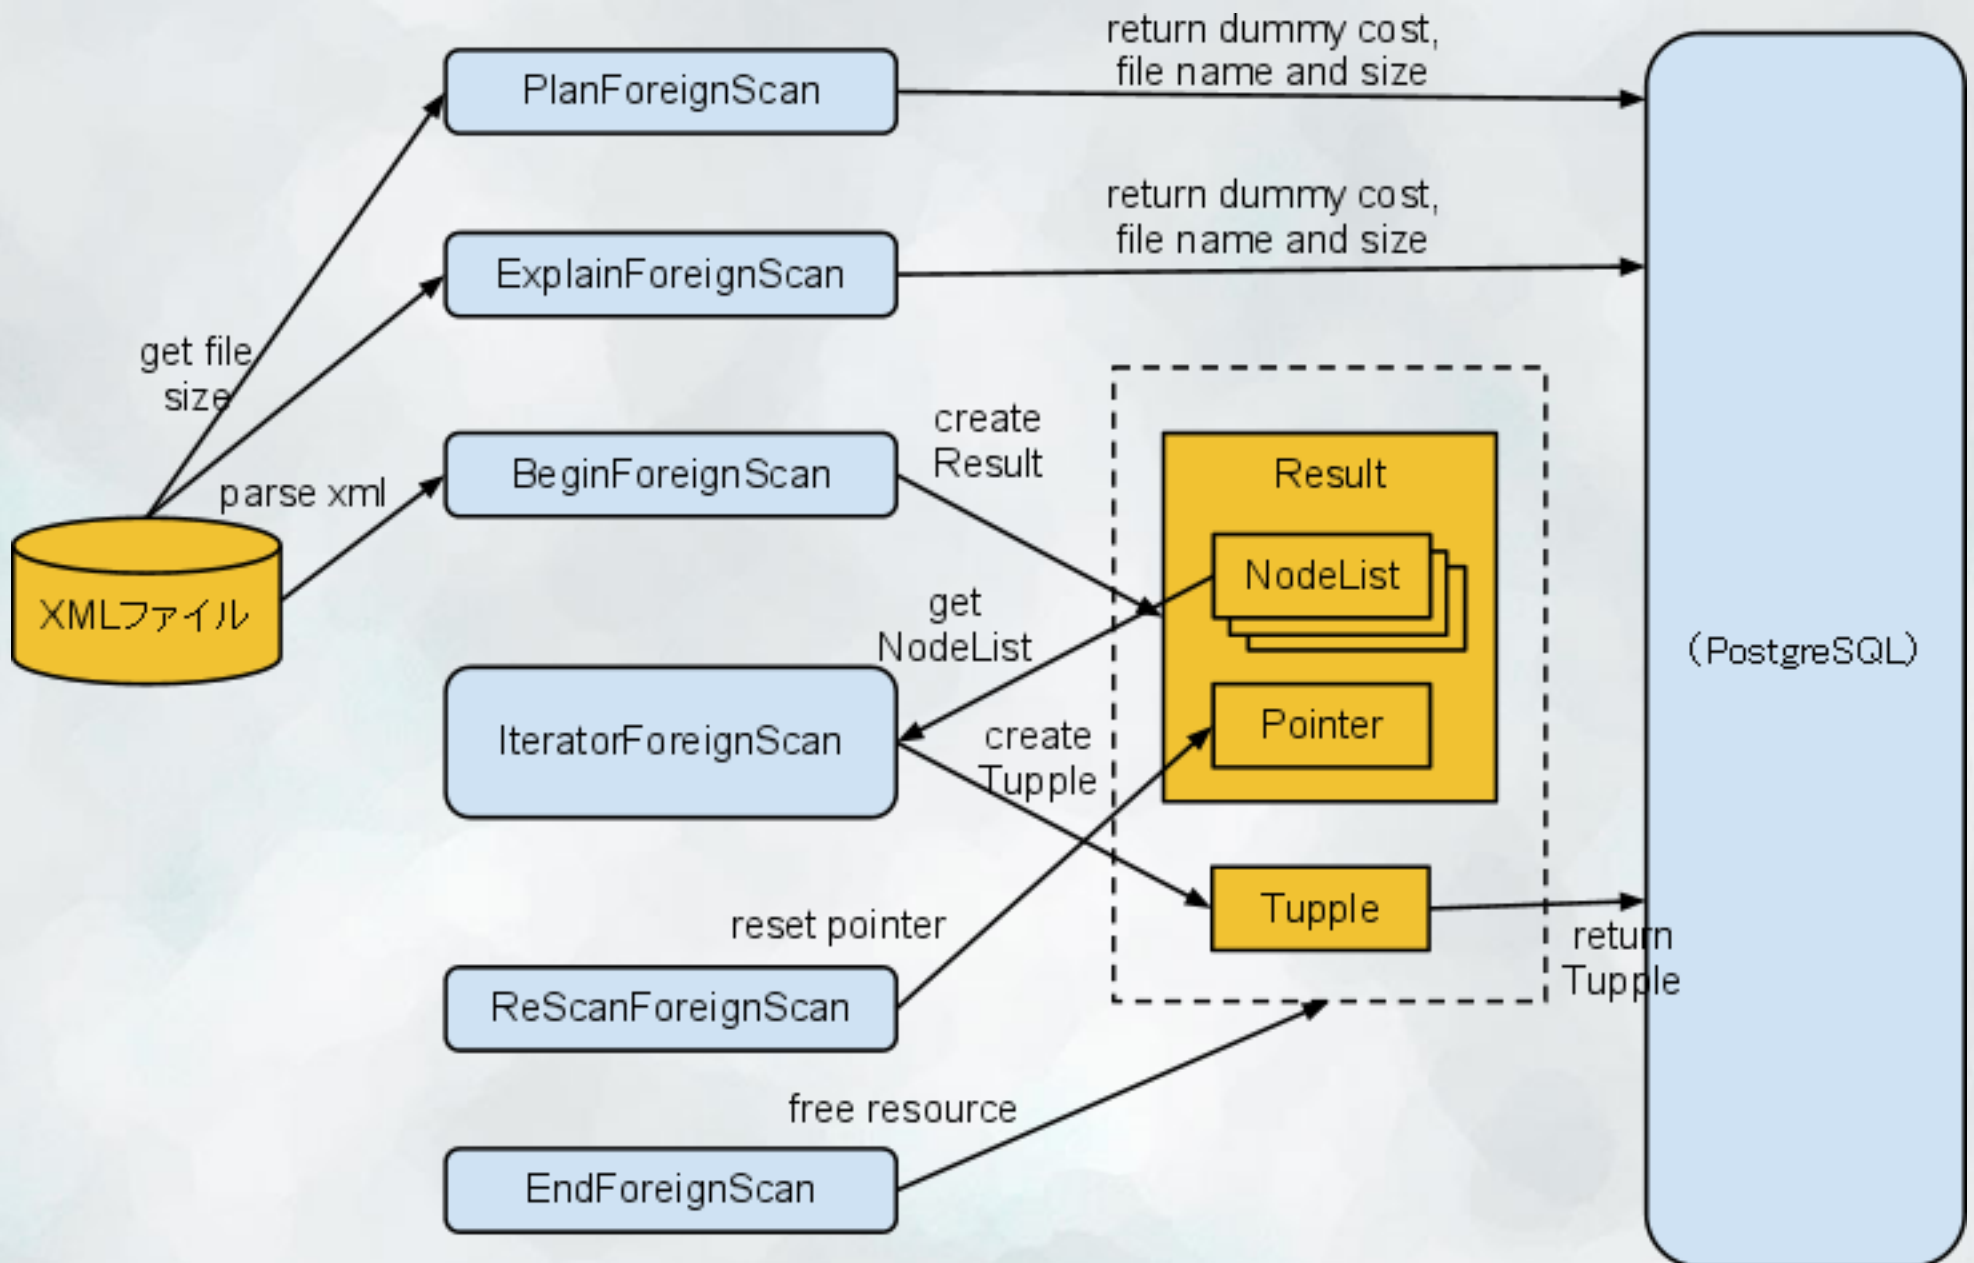 return dummy cost,
file name and size
PlanForeignScan
return dummy cost,
file name and size
ExplainForeignScan
get file
size
create
Result
BeginForeignScan
parse xml
Result
NodeList
XMLファイル
get
NodeList
(PostgreSQL)
IteratorForeignScan
create
Tupple
Pointer
Tupple
reset pointer
return
Tupple
ReScanForeignScan
free resource
EndForeignScan